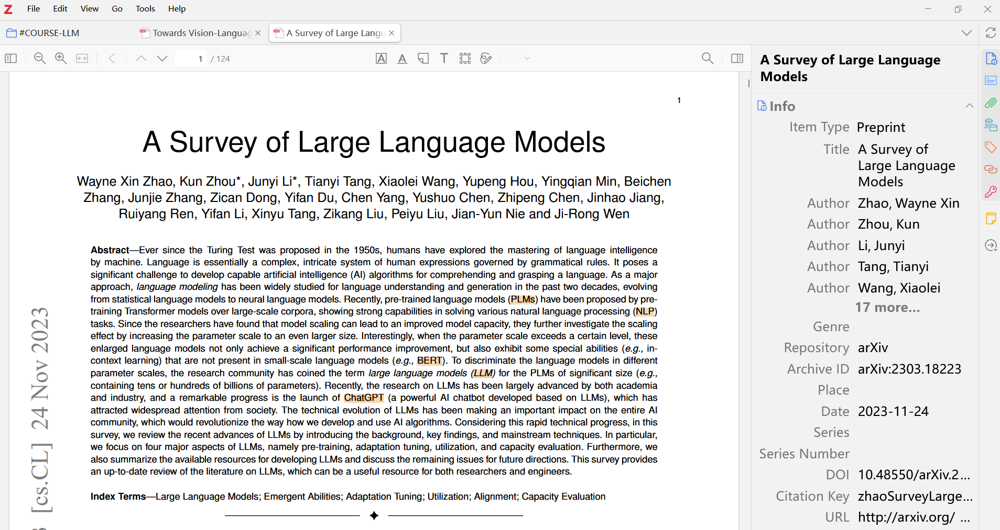 Z File Edit View Go Tools Help
#COURSE-LLM
Towards Vision-Languag
A Survey of Large Langu
1 / 124
1
A Survey of Large Language Models
Wayne Xin Zhao, Kun Zhou*, Junyi Li*, Tianyi Tang, Xiaolei Wang, Yupeng Hou, Yingqian Min, Beichen
Zhang, Junjie Zhang, Zican Dong, Yifan Du, Chen Yang, Yushuo Chen, Zhipeng Chen, Jinhao Jiang,
Ruiyang Ren, Yifan Li, Xinyu Tang, Zikang Liu, Peiyu Liu, Jian-Yun Nie and Ji-Rong Wen
Abstract—Ever since the Turing Test was proposed in the 1950s, humans have explored the mastering of language intelligence
by machine. Language is essentially a complex, intricate system of human expressions governed by grammatical rules. It poses a
significant challenge to develop capable artificial intelligence (AI) algorithms for comprehending and grasping a language. As a major
approach, language modeling has been widely studied for language understanding and generation in the past two decades, evolving
from statistical language models to neural language models. Recently, pre-trained language models (PLMs) have been proposed by pre-
training Transformer models over large-scale corpora, showing strong capabilities in solving various natural language processing (NLP)
tasks. Since the researchers have found that model scaling can lead to an improved model capacity, they further investigate the scaling
effect by increasing the parameter scale to an even larger size. Interestingly, when the parameter scale exceeds a certain level, these
enlarged language models not only achieve a significant performance improvement, but also exhibit some special abilities (e.g., in-
context learning) that are not present in small-scale language models (e.g., BERT). To discriminate the language models in different
parameter scales, the research community has coined the term large language models (LLM) for the PLMs of significant size (e.g.,
containing tens or hundreds of billions of parameters). Recently, the research on LLMs has been largely advanced by both academia
and industry, and a remarkable progress is the launch of ChatGPT (a powerful AI chatbot developed based on LLMs), which has
attracted widespread attention from society. The technical evolution of LLMs has been making an important impact on the entire AI
community, which would revolutionize the way how we develop and use AI algorithms. Considering this rapid technical progress, in this
survey, we review the recent advances of LLMs by introducing the background, key findings, and mainstream techniques. In particular,
we focus on four major aspects of LLMs, namely pre-training, adaptation tuning, utilization, and capacity evaluation. Furthermore, we
also summarize the available resources for developing LLMs and discuss the remaining issues for future directions. This survey provides
an up-to-date review of the literature on LLMs, which can be a useful resource for both researchers and engineers.
Index Terms—Large Language Models; Emergent Abilities; Adaptation Tuning; Utilization; Alignment; Capacity Evaluation
[cs.CL] 24 Nov 2023
A Survey of Large Language
Models
Info
Item Type Preprint
Title A Survey of
Large Language
Models
Author Zhao, Wayne Xin
Author Zhou, Kun
Author Li, Junyi
Author Tang, Tianyi
Author Wang, Xiaolei
17 more...
Genre
Repository arXiv
Archive ID arXiv:2303.18223
Place
Date 2023-11-24
Series
Series Number
DOI 10.48550/arXiv.2...
Citation Key zhaoSurveyLarge...
URL http://arxiv.org/ ...